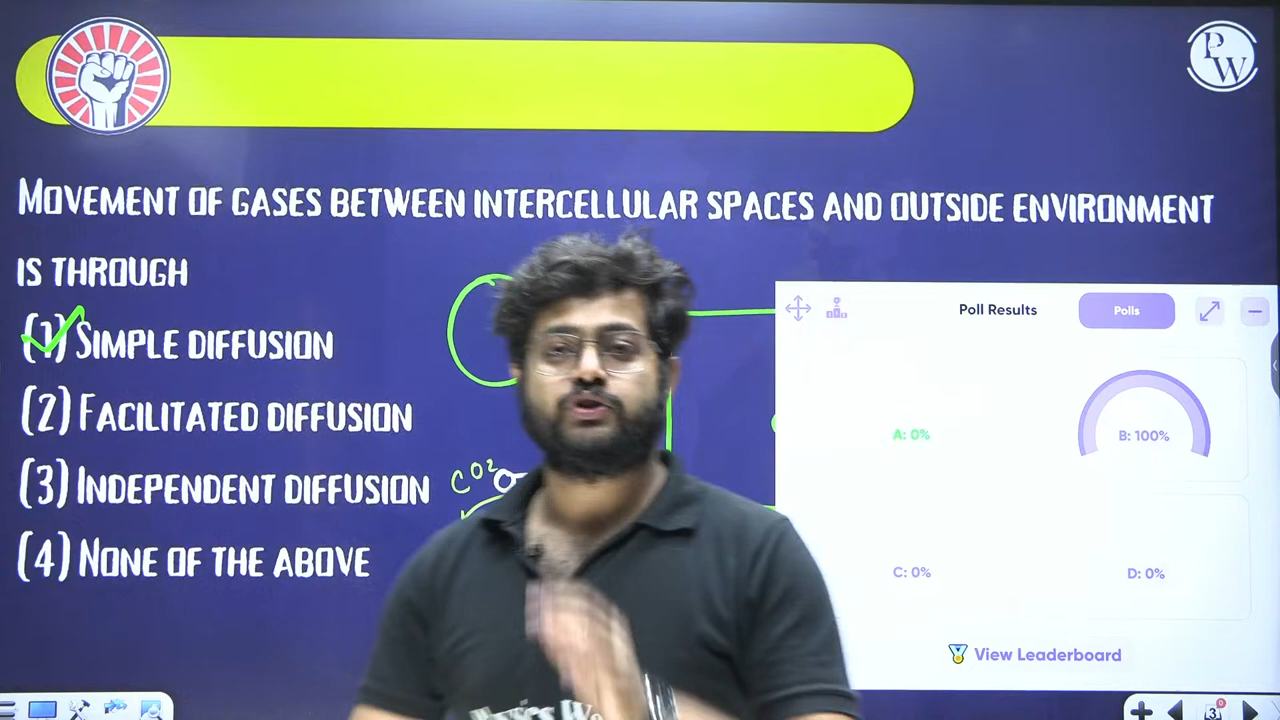 PW
MOVEMENT OF GASES BETWEEN INTERCELLULAR SPACES AND OUTSIDE ENVIRONMENT
IS THROUGH
(1) SIMPLE DIFFUSION
(2) FACILITATED DIFFUSION
(3) INDEPENDENT DIFFUSION
(4) NONE OF THE ABOVE
CO2
Poll Results
Polls
A: 0%
B: 100%
C: 0%
D: 0%
View Leaderboard